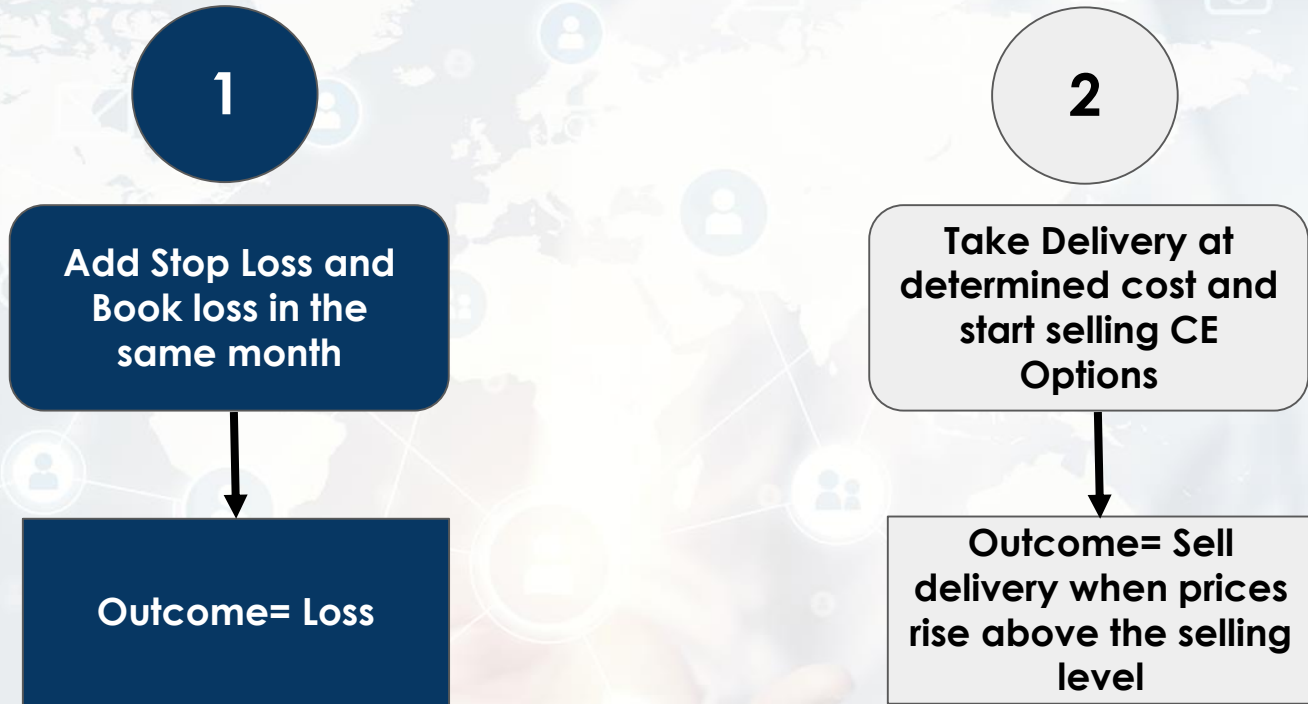 1
Add Stop Loss and
Book loss in the
same month
Outcome= Loss
2
Take Delivery at
determined cost and
start selling CE
Options
Outcome= Sell
delivery when prices
rise above the selling
level